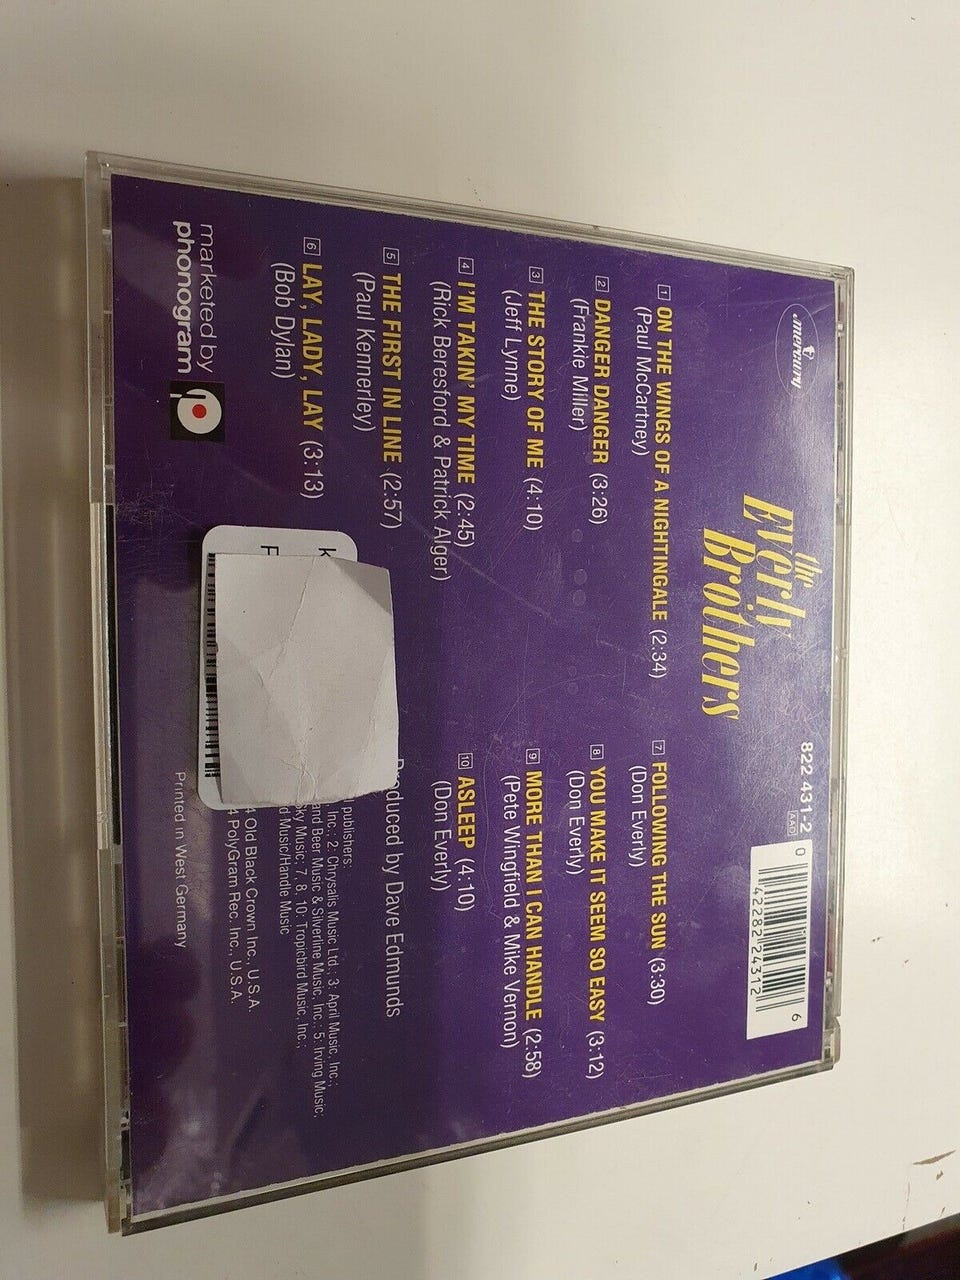 mercury
the
Everly
Brothers
822 431-2
AAD
0 42282 24312 6
1 ON THE WINGS OF A NIGHTINGALE (2:34)
(Paul McCartney)
2 DANGER DANGER (3:26)
(Frankie Miller)
3 THE STORY OF ME (4:10)
(Jeff Lynne)
4 I'M TAKIN' MY TIME (2:45)
(Rick Beresford & Patrick Alger)
5 THE FIRST IN LINE (2:57)
(Paul Kennerley)
6 LAY, LADY, LAY (3:13)
(Bob Dylan)
7 FOLLOWING THE SUN (3:30)
(Don Everly)
8 YOU MAKE IT SEEM SO EASY (3:12)
(Don Everly)
9 MORE THAN I CAN HANDLE (2:58)
(Pete Wingfield & Mike Vernon)
10 ASLEEP (4:10)
(Don Everly)
Produced by Dave Edmunds
publishers:
Inc.; 2: Chrysalis Music Ltd., 3: April Music, Inc.;
and Beer Music & Silverline Music, Inc.; 5: Irving Music;
Music; 7, 8, 10: Tropicbird Music, Inc.;
Music/Handle Music
4 Old Black Crown Inc., U.S.A.
4 PolyGram Rec. Inc., U.S.A.
Printed in West Germany
marketed by
phonogram
K
F